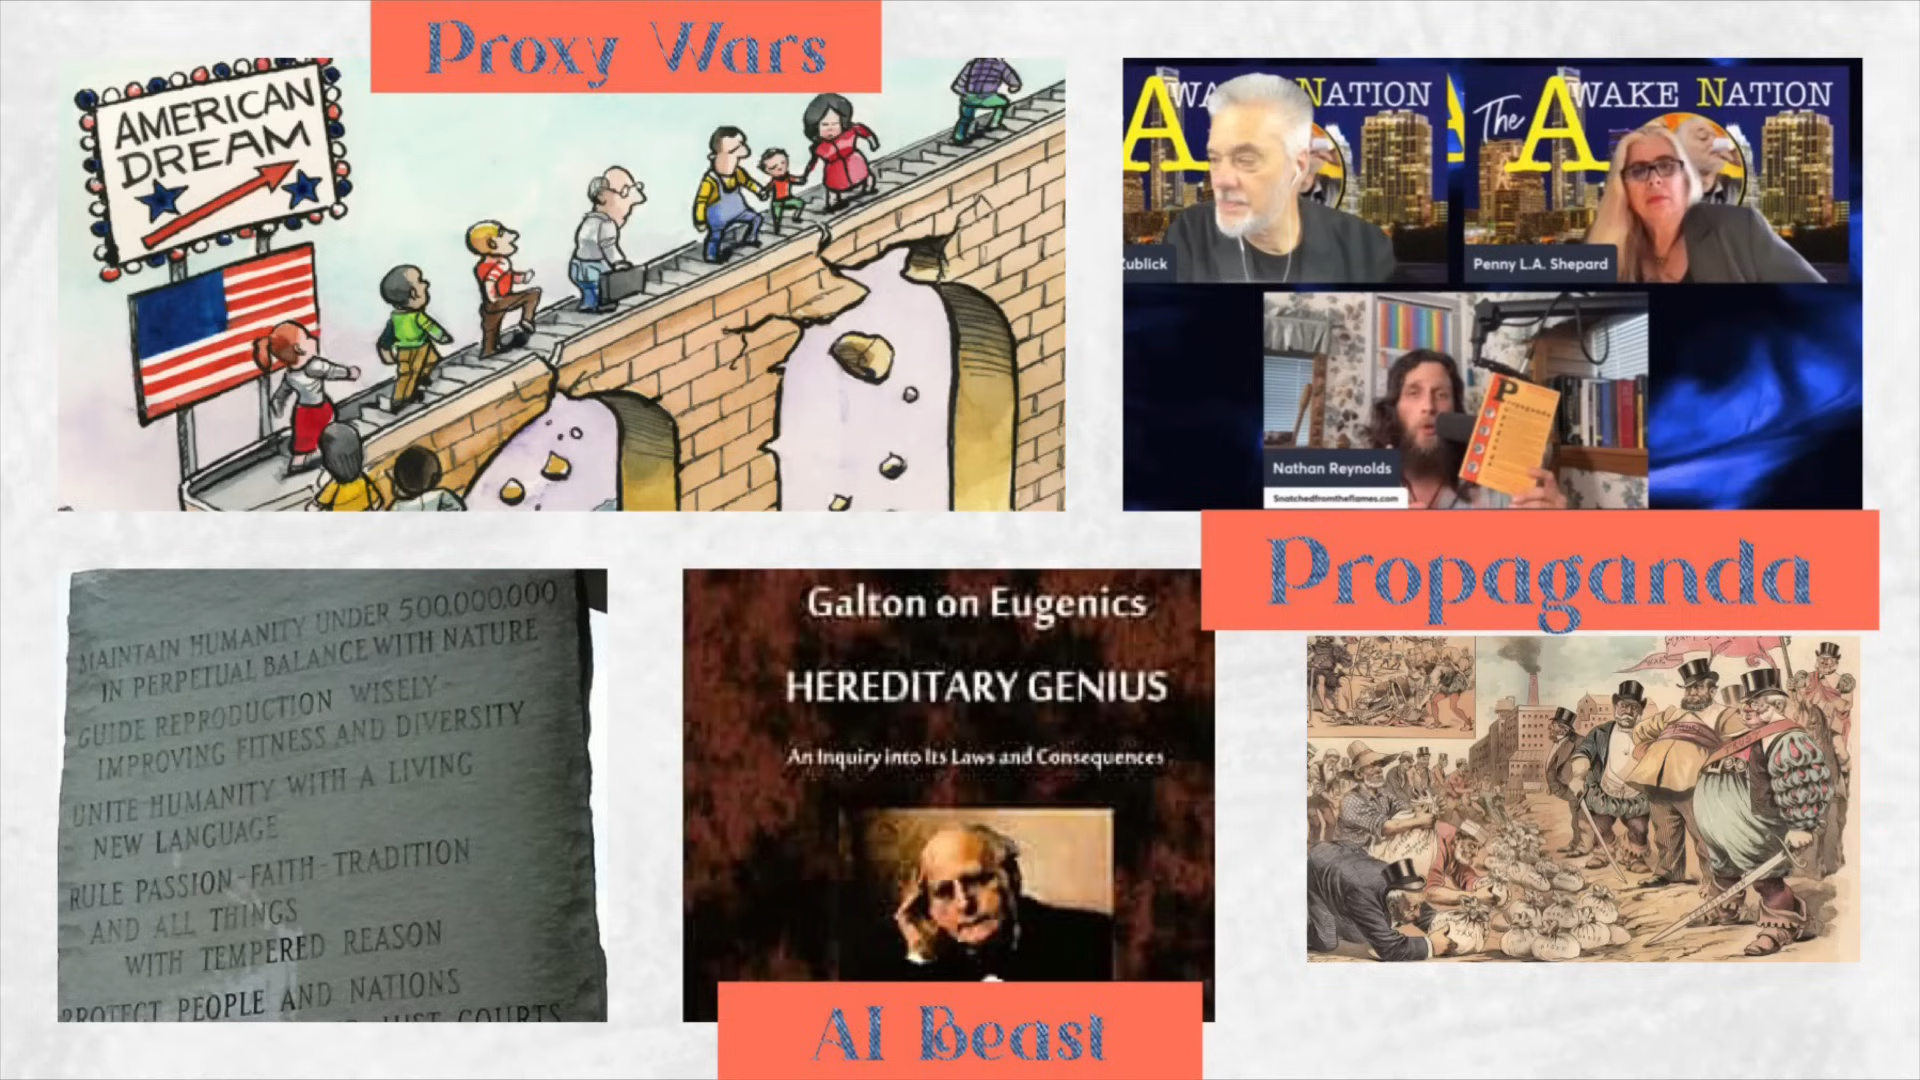 Proxy Wars
AMERICAN
DREAM
AWA NATION
The AWAKE NATION
Zublick
Penny L.A. Shepard
Propaganda
Nathan Reynolds
Snatchedfromtheflames.com
Propaganda
MAINTAIN HUMANITY UNDER 500,000,000
IN PERPETUAL BALANCE WITH NATURE
GUIDE REPRODUCTION WISELY-
IMPROVING FITNESS AND DIVERSITY
UNITE HUMANITY WITH A LIVING
NEW LANGUAGE
RULE PASSION-FAITH-TRADITION
AND ALL THINGS
WITH TEMPERED REASON
PROTECT PEOPLE AND NATIONS
JUST COURTS
Galton on Eugenics
HEREDITARY GENIUS
An Inquiry into Its Laws and Consequences
AI Beast